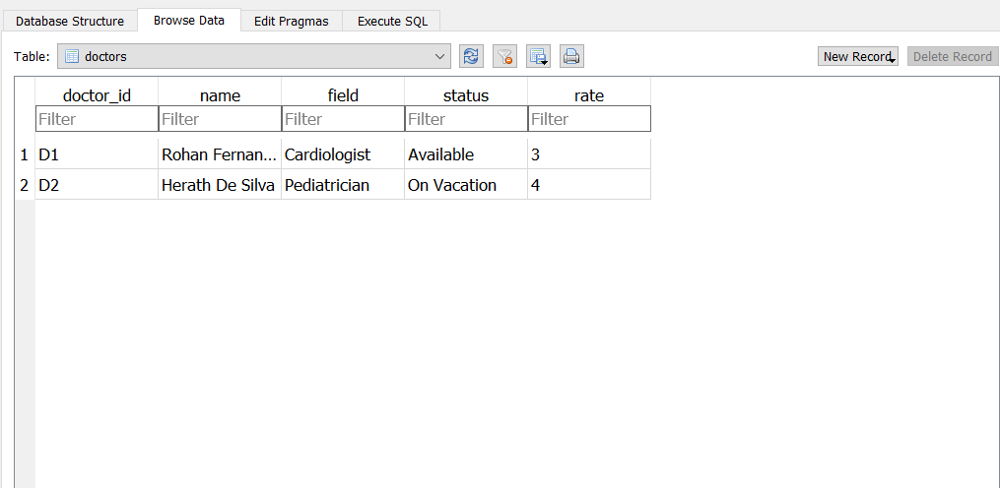 Database Structure Browse Data Edit Pragmas Execute SQL
Table: doctors New Record Delete Record
doctor_id name field status rate
Filter Filter Filter Filter Filter
1 D1 Rohan Fernan... Cardiologist Available 3
2 D2 Herath De Silva Pediatrician On Vacation 4